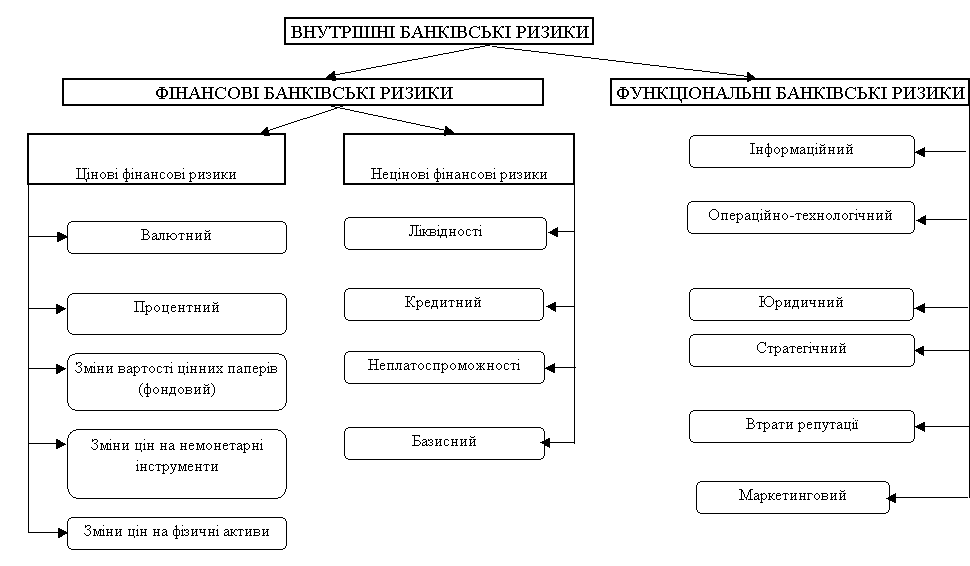 ВНУТРІШНІ БАНКІВСЬКІ РИЗИКИ
ФІНАНСОВІ БАНКІВСЬКІ РИЗИКИ
ФУНКЦІОНАЛЬНІ БАНКІВСЬКІ РИЗИКИ
Цінові фінансові ризики
Нецінові фінансові ризики
Валютний
Процентний
Зміни вартості цінних паперів
(фондовий)
Зміни цін на немонетарні
інструменти
Зміни цін на фізичні активи
Ліквідності
Кредитний
Неплатоспроможності
Базисний
Інформаційний
Операційно-технологічний
Юридичний
Стратегічний
Втрати репутації
Маркетинговий